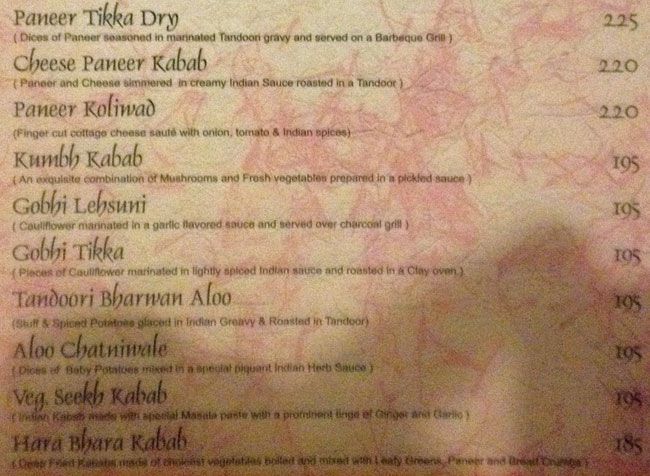 Paneer Tikka Dry 225
( Dices of Paneer seasoned in marinated Tandoori gravy and served on a Barbeque Grill )
Cheese Paneer Kabab 220
( Paneer and Cheese simmered in creamy Indian Sauce roasted in a Tandoor )
Paneer Koliwad 220
(Finger cut cottage cheese sauté with onion, tomato & Indian spices)
Kumbh Kabab 195
( An exquisite combination of Mushrooms and Fresh vegetables prepared in a pickled sauce )
Gobhi Lehsuni 195
( Cauliflower marinated in a garlic flavored sauce and served over charcoal grill )
Gobhi Tikka 195
( Pieces of Cauliflower marinated in lightly spiced Indian sauce and roasted in a Clay oven.)
Tandoori Bharwan Aloo 195
(Stuff & Spiced Potatoes placed in Indian Greavy & Roasted in Tandoor)
Aloo Chatniwale 195
( Dices of Baby Potatoes mixed in a special piquant Indian Herb Sauce )
Veg. Seekh Kabab 195
( Indian Kabab made with special Masala paste with a prominent tinge of Ginger and Garlic )
Hara Bhara Kabab 185
( Deep Fried Kababs made of choicest vegetables boiled and mixed with Leafy Greens, Paneer and Bread Crumbs )